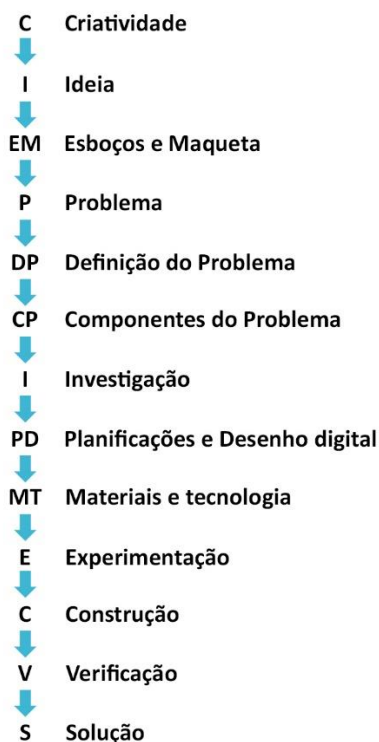 C Criatividade
I Ideia
EM Esboços e Maqueta
P Problema
DP Definição do Problema
CP Componentes do Problema
I Investigação
PD Planificações e Desenho digital
MT Materiais e tecnologia
E Experimentação
C Construção
V Verificação
S Solução